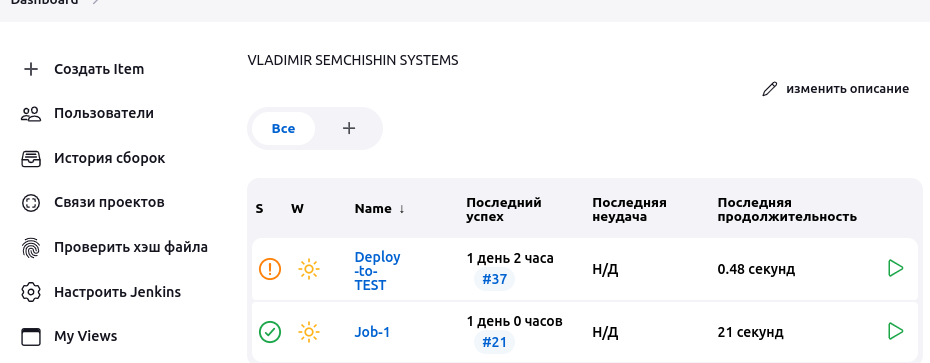 Dashboard
Создать Item
Пользователи
История сборок
Связи проектов
Проверить хэш файла
Настроить Jenkins
My Views
VLADIMIR SEMCHISHIN SYSTEMS
изменить описание
Все +
S W Name ↓ Последний успех Последняя неудача Последняя продолжительность
Deploy
-to-
TEST
1 день 2 часа
#37
Н/Д
0.48 секунд
Job-1
1 день 0 часов
#21
Н/Д
21 секунд